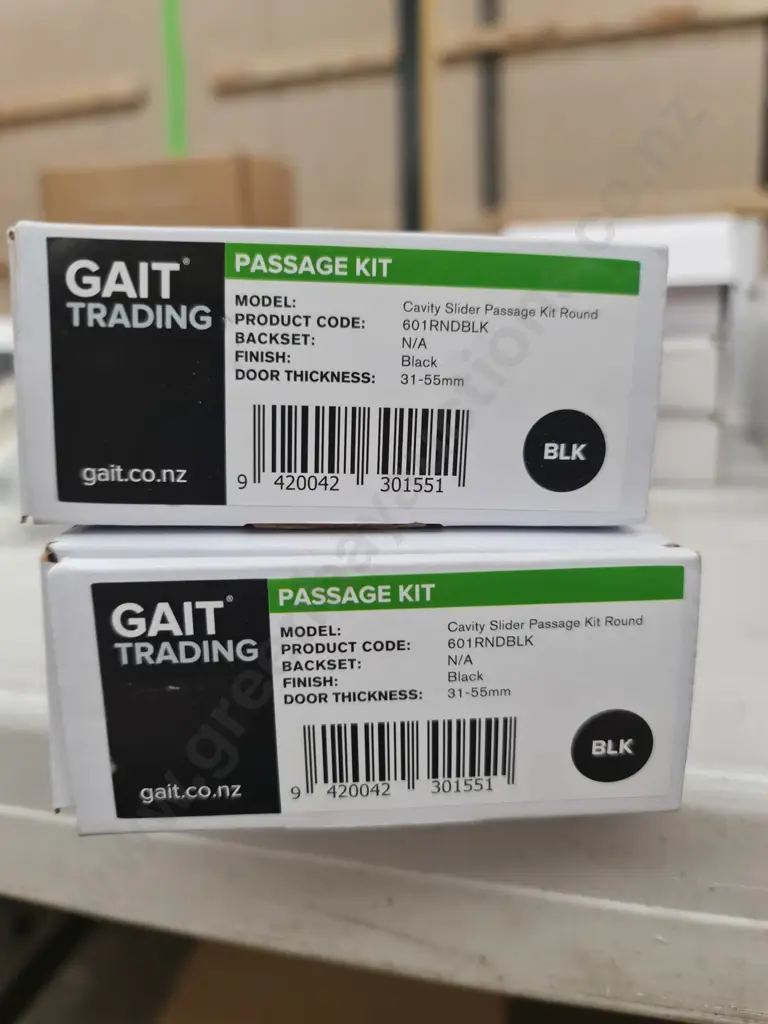 GAIT®
TRADING
gait.co.nz
PASSAGE KIT
MODEL: Cavity Slider Passage Kit Round
PRODUCT CODE: 601RNDBLK
BACKSET: N/A
FINISH: Black
DOOR THICKNESS: 31-55mm
9 420042 301551
BLK
GAIT®
TRADING
gait.co.nz
PASSAGE KIT
MODEL: Cavity Slider Passage Kit Round
PRODUCT CODE: 601RNDBLK
BACKSET: N/A
FINISH: Black
DOOR THICKNESS: 31-55mm
9 420042 301551
BLK